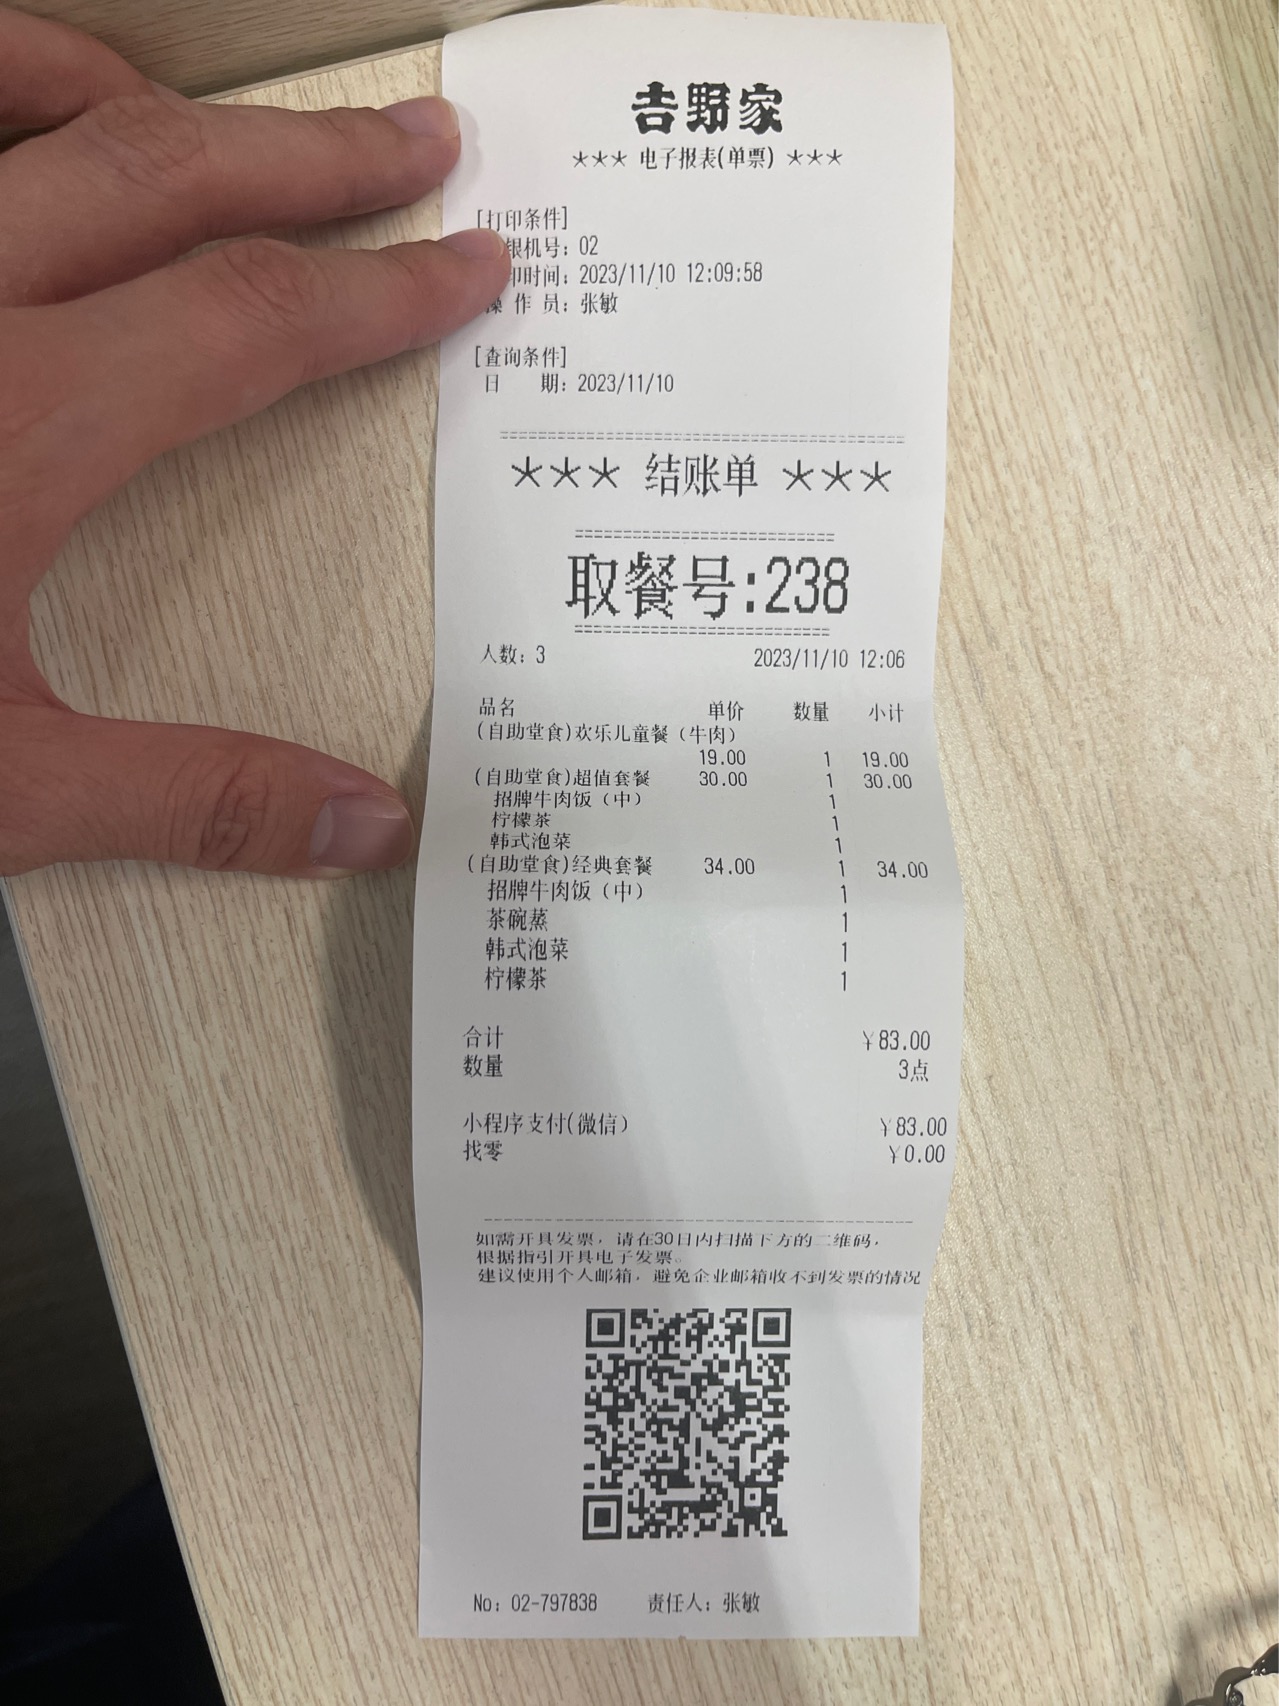 吉野家
*** 电子报表(单票) ***
[打印条件]
银机号: 02
印时间: 2023/11/10 12:09:58
操 作 员: 张敏
[查询条件]
日 期: 2023/11/10
*** 结账单 ***
取餐号:238
人数: 3 2023/11/10 12:06
品名 单价 数量 小计
(自助堂食)欢乐儿童餐（牛肉）
19.00 1 19.00
(自助堂食)超值套餐 30.00 1 30.00
招牌牛肉饭（中） 1
柠檬茶 1
韩式泡菜 1
(自助堂食)经典套餐 34.00 1 34.00
招牌牛肉饭（中） 1
茶碗蒸 1
韩式泡菜 1
柠檬茶 1
合计 ¥83.00
数量 3点
小程序支付(微信) ¥83.00
找零 ¥0.00
如需开具发票，请在30日内扫描下方的二维码，
根据指引开具电子发票。
建议使用个人邮箱，避免企业邮箱收不到发票的情况
No: 02-797838 责任人: 张敏